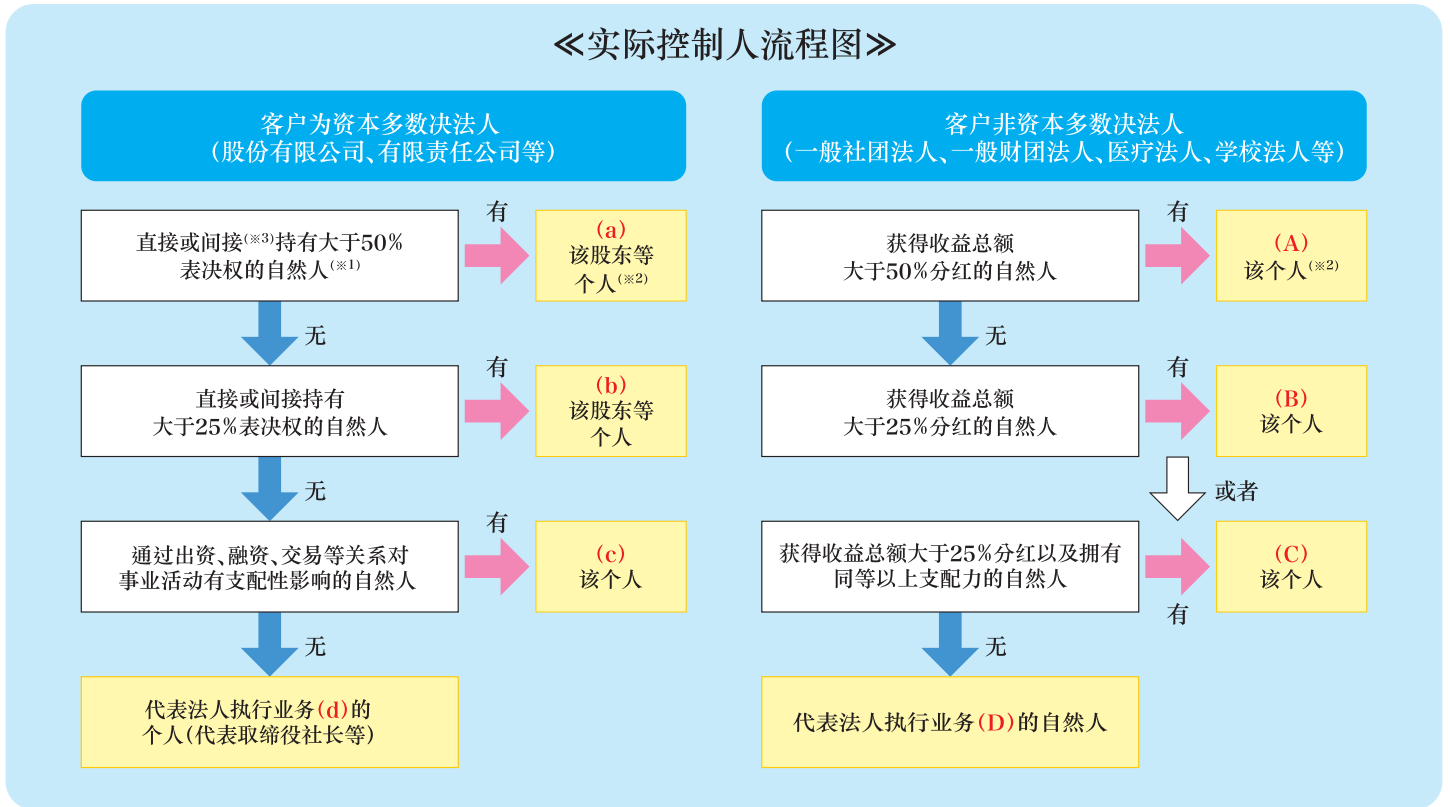 ≪实际控制人流程图≫
客户为资本多数决法人
（股份有限公司、有限责任公司等）
直接或间接(※3)持有大于50%
表决权的自然人(※1)
有
(a)
该股东等
个人(※2)
无
直接或间接持有
大于25%表决权的自然人
有
(b)
该股东等
个人
无
通过出资、融资、交易等关系对
事业活动有支配性影响的自然人
有
(c)
该个人
无
代表法人执行业务(d)的
个人（代表取缔役社长等）
客户非资本多数决法人
（一般社团法人、一般财团法人、医疗法人、学校法人等）
获得收益总额
大于50%分红的自然人
有
(A)
该个人(※2)
无
获得收益总额
大于25%分红的自然人
有
(B)
该个人
或者
获得收益总额大于25%分红以及拥有
同等以上支配力的自然人
有
(C)
该个人
无
代表法人执行业务(D)的自然人